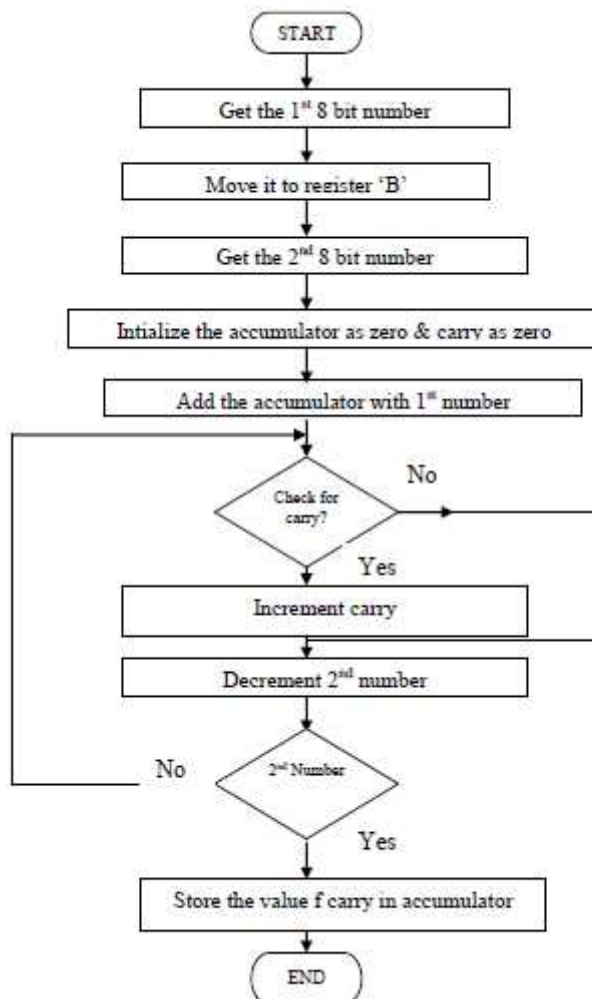 START
Get the 1st 8 bit number
Move it to register ‘B’
Get the 2nd 8 bit number
Intialize the accumulator as zero & carry as zero
Add the accumulator with 1st number
Check for
carry?
No
Yes
Increment carry
Decrement 2nd number
2nd Number
No
Yes
Store the value f carry in accumulator
END